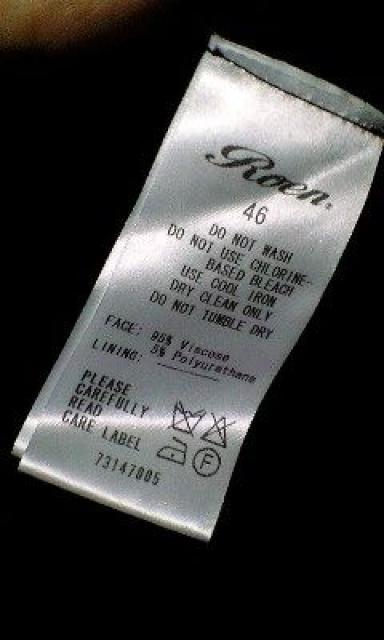 Roen.
46
DO NOT WASH
DO NOT USE CHLORINE-
BASED BLEACH
USE COOL IRON
DRY CLEAN ONLY
DO NOT TUMBLE DRY
FACE: 95% Viscose
LINING: 5% Polyurathane
PLEASE
CAREFULLY
READ
CARE LABEL
F
73147005